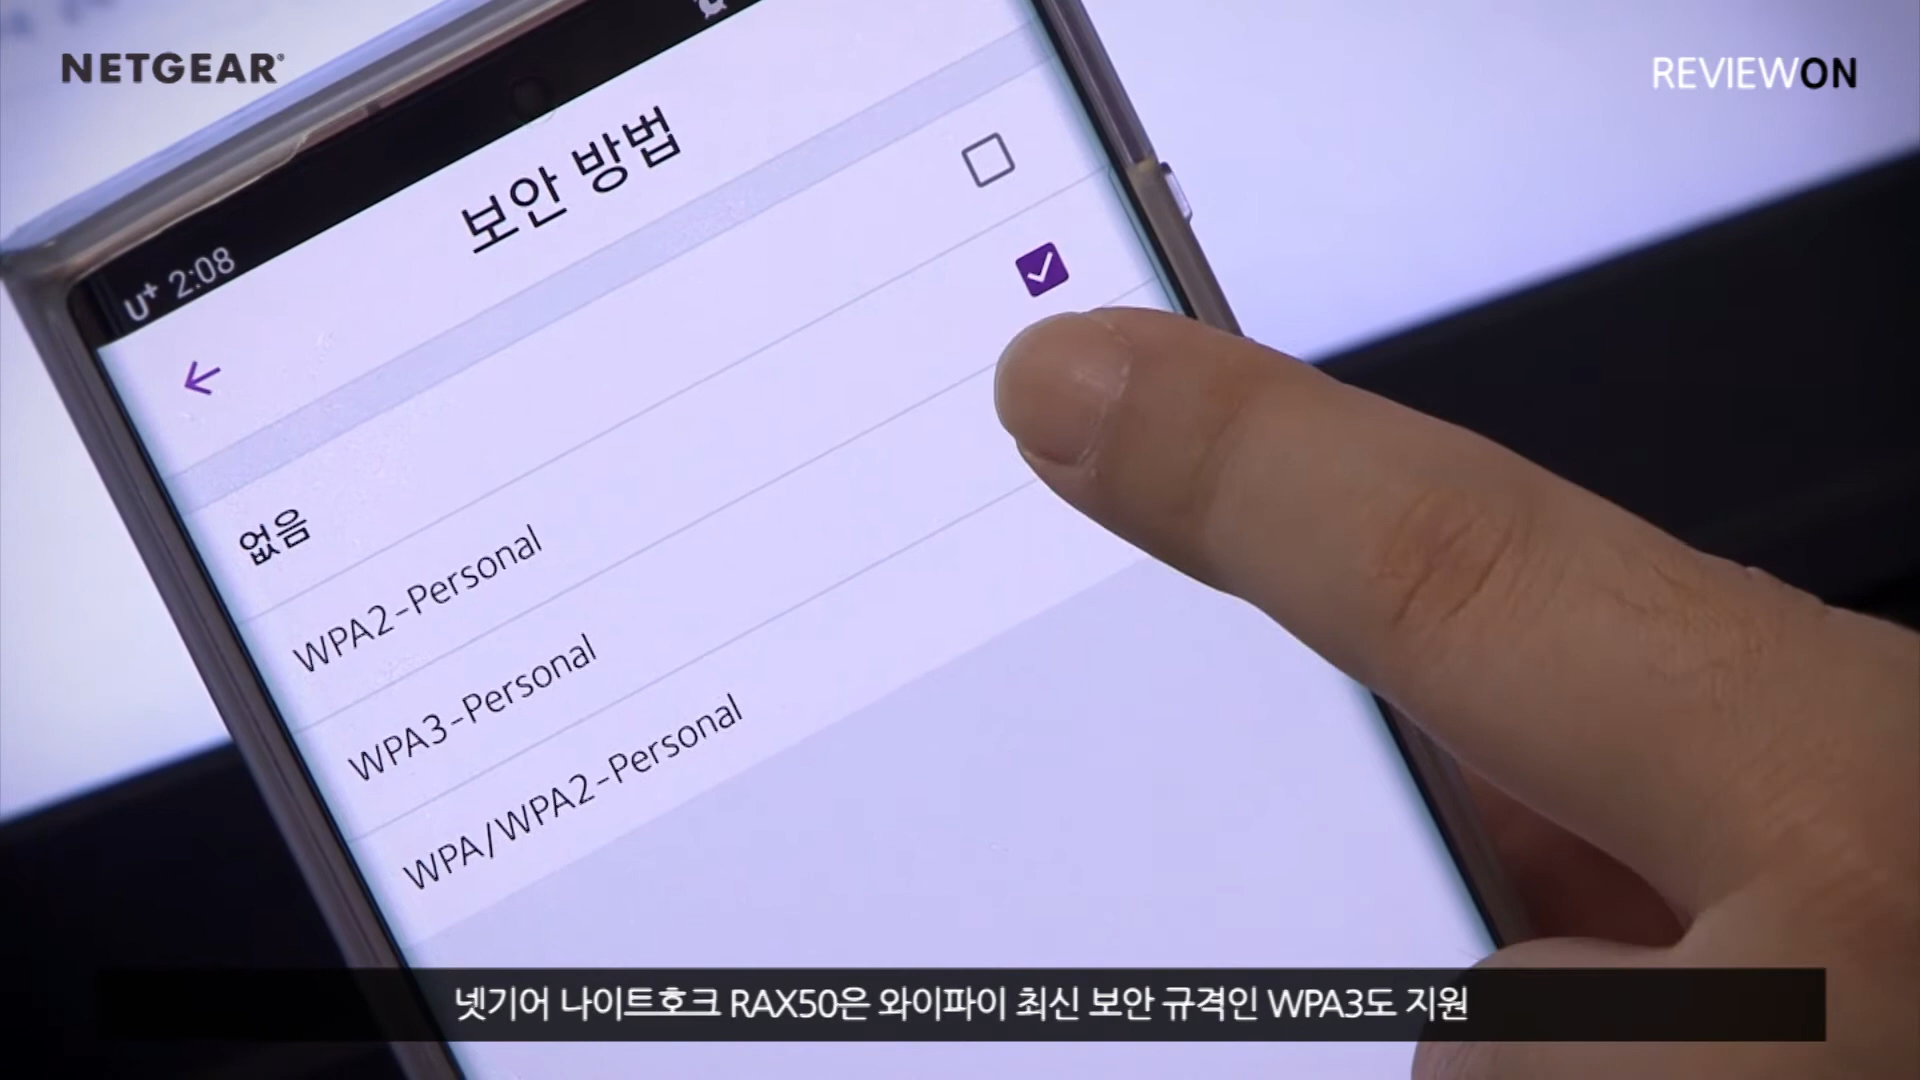 NETGEAR
REVIEWON
U+ 2:08
보안 방법
없음
WPA2-Personal
WPA3-Personal
WPA/WPA2-Personal
넷기어 나이트호크 RAX50은 와이파이 최신 보안 규격인 WPA3도 지원